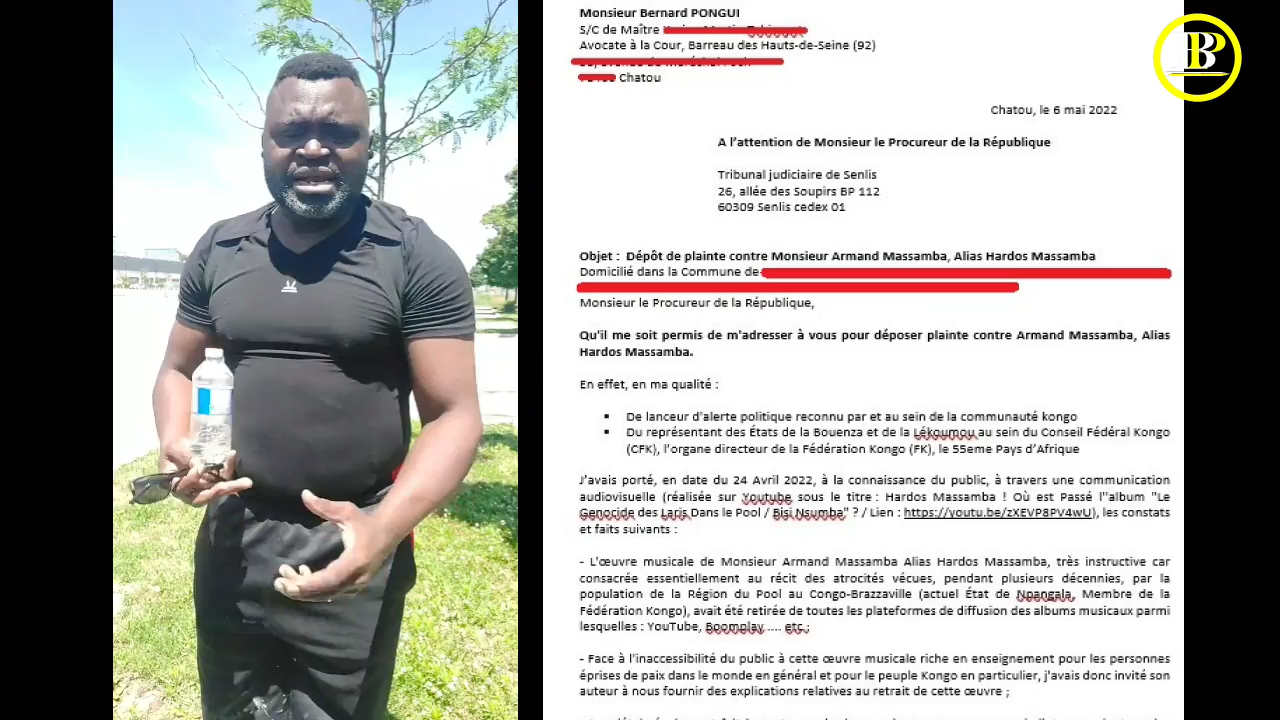 Monsieur Bernard PONGUI
S/C de Maître
Avocate à la Cour, Barreau des Hauts-de-Seine (92)
Chatou
Chatou, le 6 mai 2022
A l'attention de Monsieur le Procureur de la République
Tribunal judiciaire de Senlis
26, allée des Soupirs BP 112
60309 Senlis cedex 01
Objet : Dépôt de plainte contre Monsieur Armand Massamba, Alias Hardos Massamba
Domicilié dans la Commune de
Monsieur le Procureur de la République,
Qu'il me soit permis de m'adresser à vous pour déposer plainte contre Armand Massamba, Alias
Hardos Massamba.
En effet, en ma qualité :
▪ De lanceur d'alerte politique reconnu par et au sein de la communauté kongo
▪ Du représentant des États de la Bouenza et de la Lékoumou au sein du Conseil Fédéral Kongo
(CFK), l'organe directeur de la Fédération Kongo (FK), le 55eme Pays d'Afrique
J'avais porté, en date du 24 Avril 2022, à la connaissance du public, à travers une communication
audiovisuelle (réalisée sur Youtube sous le titre : Hardos Massamba ! Où est Passé l''album "Le
Genocide des Laris Dans le Pool / Bisi Nsumba" ? / Lien : https://youtu.be/zXEVP8PV4wU), les constats
et faits suivants :
- L'œuvre musicale de Monsieur Armand Massamba Alias Hardos Massamba, très instructive car
consacrée essentiellement au récit des atrocités vécues, pendant plusieurs décennies, par la
population de la Région du Pool au Congo-Brazzaville (actuel État de Npangala, Membre de la
Fédération Kongo), avait été retirée de toutes les plateformes de diffusion des albums musicaux parmi
lesquelles : YouTube, Boomplay .... etc ;
- Face à l'inaccessibilité du public à cette œuvre musicale riche en enseignement pour les personnes
éprises de paix dans le monde en général et pour le peuple Kongo en particulier, j'avais donc invité son
auteur à nous fournir des explications relatives au retrait de cette œuvre ;